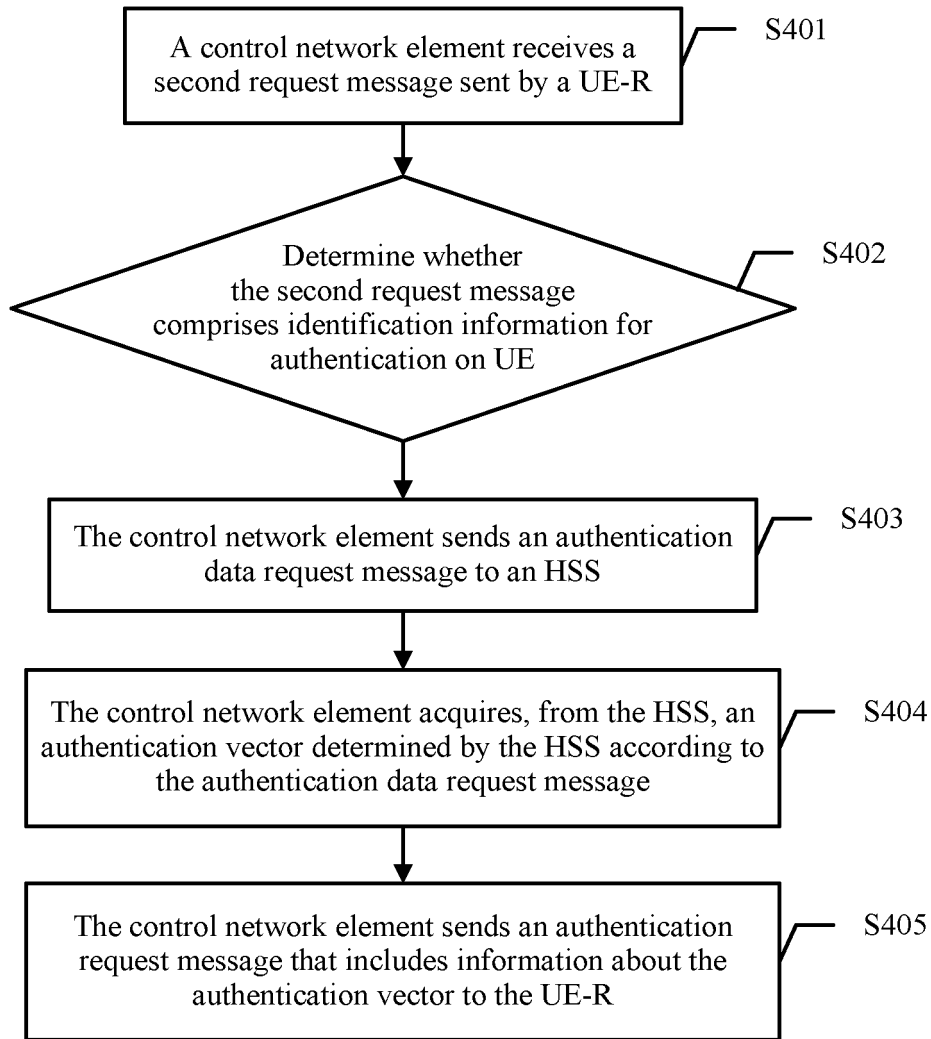 A control network element receives a
second request message sent by a UE-R
S401
Determine whether
the second request message
comprises identification information for
authentication on UE
S402
The control network element sends an authentication
data request message to an HSS
S403
The control network element acquires, from the HSS, an
authentication vector determined by the HSS according to
the authentication data request message
S404
The control network element sends an authentication
request message that includes information about the
authentication vector to the UE-R
S405